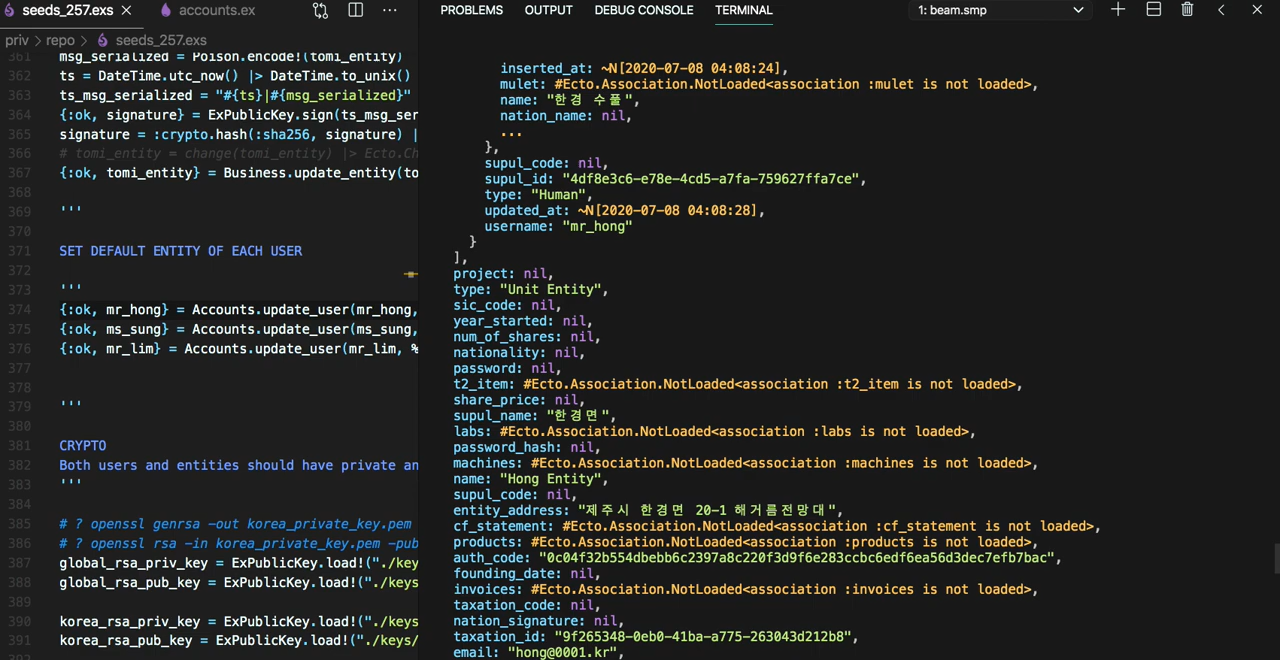 seeds_257.exs
accounts.ex
priv > repo > seeds_257.exs
361 msg_serialized = Poison.encode!(tomi_entity)
362 ts = DateTime.utc_now() |> DateTime.to_unix()
363 ts_msg_serialized = "#{ts}|#{msg_serialized}"
364 {:ok, signature} = ExPublicKey.sign(ts_msg_ser
365 signature = :crypto.hash(:sha256, signature) |
366 # tomi_entity = change(tomi_entity) |> Ecto.Ch
367 {:ok, tomi_entity} = Business.update_entity(to
368
369 '''
370
371 SET DEFAULT ENTITY OF EACH USER
372
373 '''
374 {:ok, mr_hong} = Accounts.update_user(mr_hong,
375 {:ok, ms_sung} = Accounts.update_user(ms_sung,
376 {:ok, mr_lim} = Accounts.update_user(mr_lim, %
377
378
379 '''
380
381 CRYPTO
382 Both users and entities should have private an
383 '''
384
385 # ? openssl genrsa -out korea_private_key.pem
386 # ? openssl rsa -in korea_private_key.pem -pub
387 global_rsa_priv_key = ExPublicKey.load!("./key
388 global_rsa_pub_key = ExPublicKey.load!("./keys
389
390 korea_rsa_priv_key = ExPublicKey.load!("./keys
391 korea_rsa_pub_key = ExPublicKey.load!("./keys/
392
PROBLEMS OUTPUT DEBUG CONSOLE TERMINAL 1: beam.smp
inserted_at: ~N[2020-07-08 04:08:24],
mulet: #Ecto.Association.NotLoaded<association :mulet is not loaded>,
name: "한경 수풀",
nation_name: nil,
...
},
supul_code: nil,
supul_id: "4df8e3c6-e78e-4cd5-a7fa-759627ffa7ce",
type: "Human",
updated_at: ~N[2020-07-08 04:08:28],
username: "mr_hong"
}
],
project: nil,
type: "Unit Entity",
sic_code: nil,
year_started: nil,
num_of_shares: nil,
nationality: nil,
password: nil,
t2_item: #Ecto.Association.NotLoaded<association :t2_item is not loaded>,
share_price: nil,
supul_name: "한경면",
labs: #Ecto.Association.NotLoaded<association :labs is not loaded>,
password_hash: nil,
machines: #Ecto.Association.NotLoaded<association :machines is not loaded>,
name: "Hong Entity",
supul_code: nil,
entity_address: "제주시 한경면 20-1 해거름전망대",
cf_statement: #Ecto.Association.NotLoaded<association :cf_statement is not loaded>,
products: #Ecto.Association.NotLoaded<association :products is not loaded>,
auth_code: "0c04f32b554dbebb6c2397a8c220f3d9f6e283ccbc6edf6ea56d3dec7efb7bac",
founding_date: nil,
invoices: #Ecto.Association.NotLoaded<association :invoices is not loaded>,
taxation_code: nil,
nation_signature: nil,
taxation_id: "9f265348-0eb0-41ba-a775-263043d212b8",
email: "hong@0001.kr",